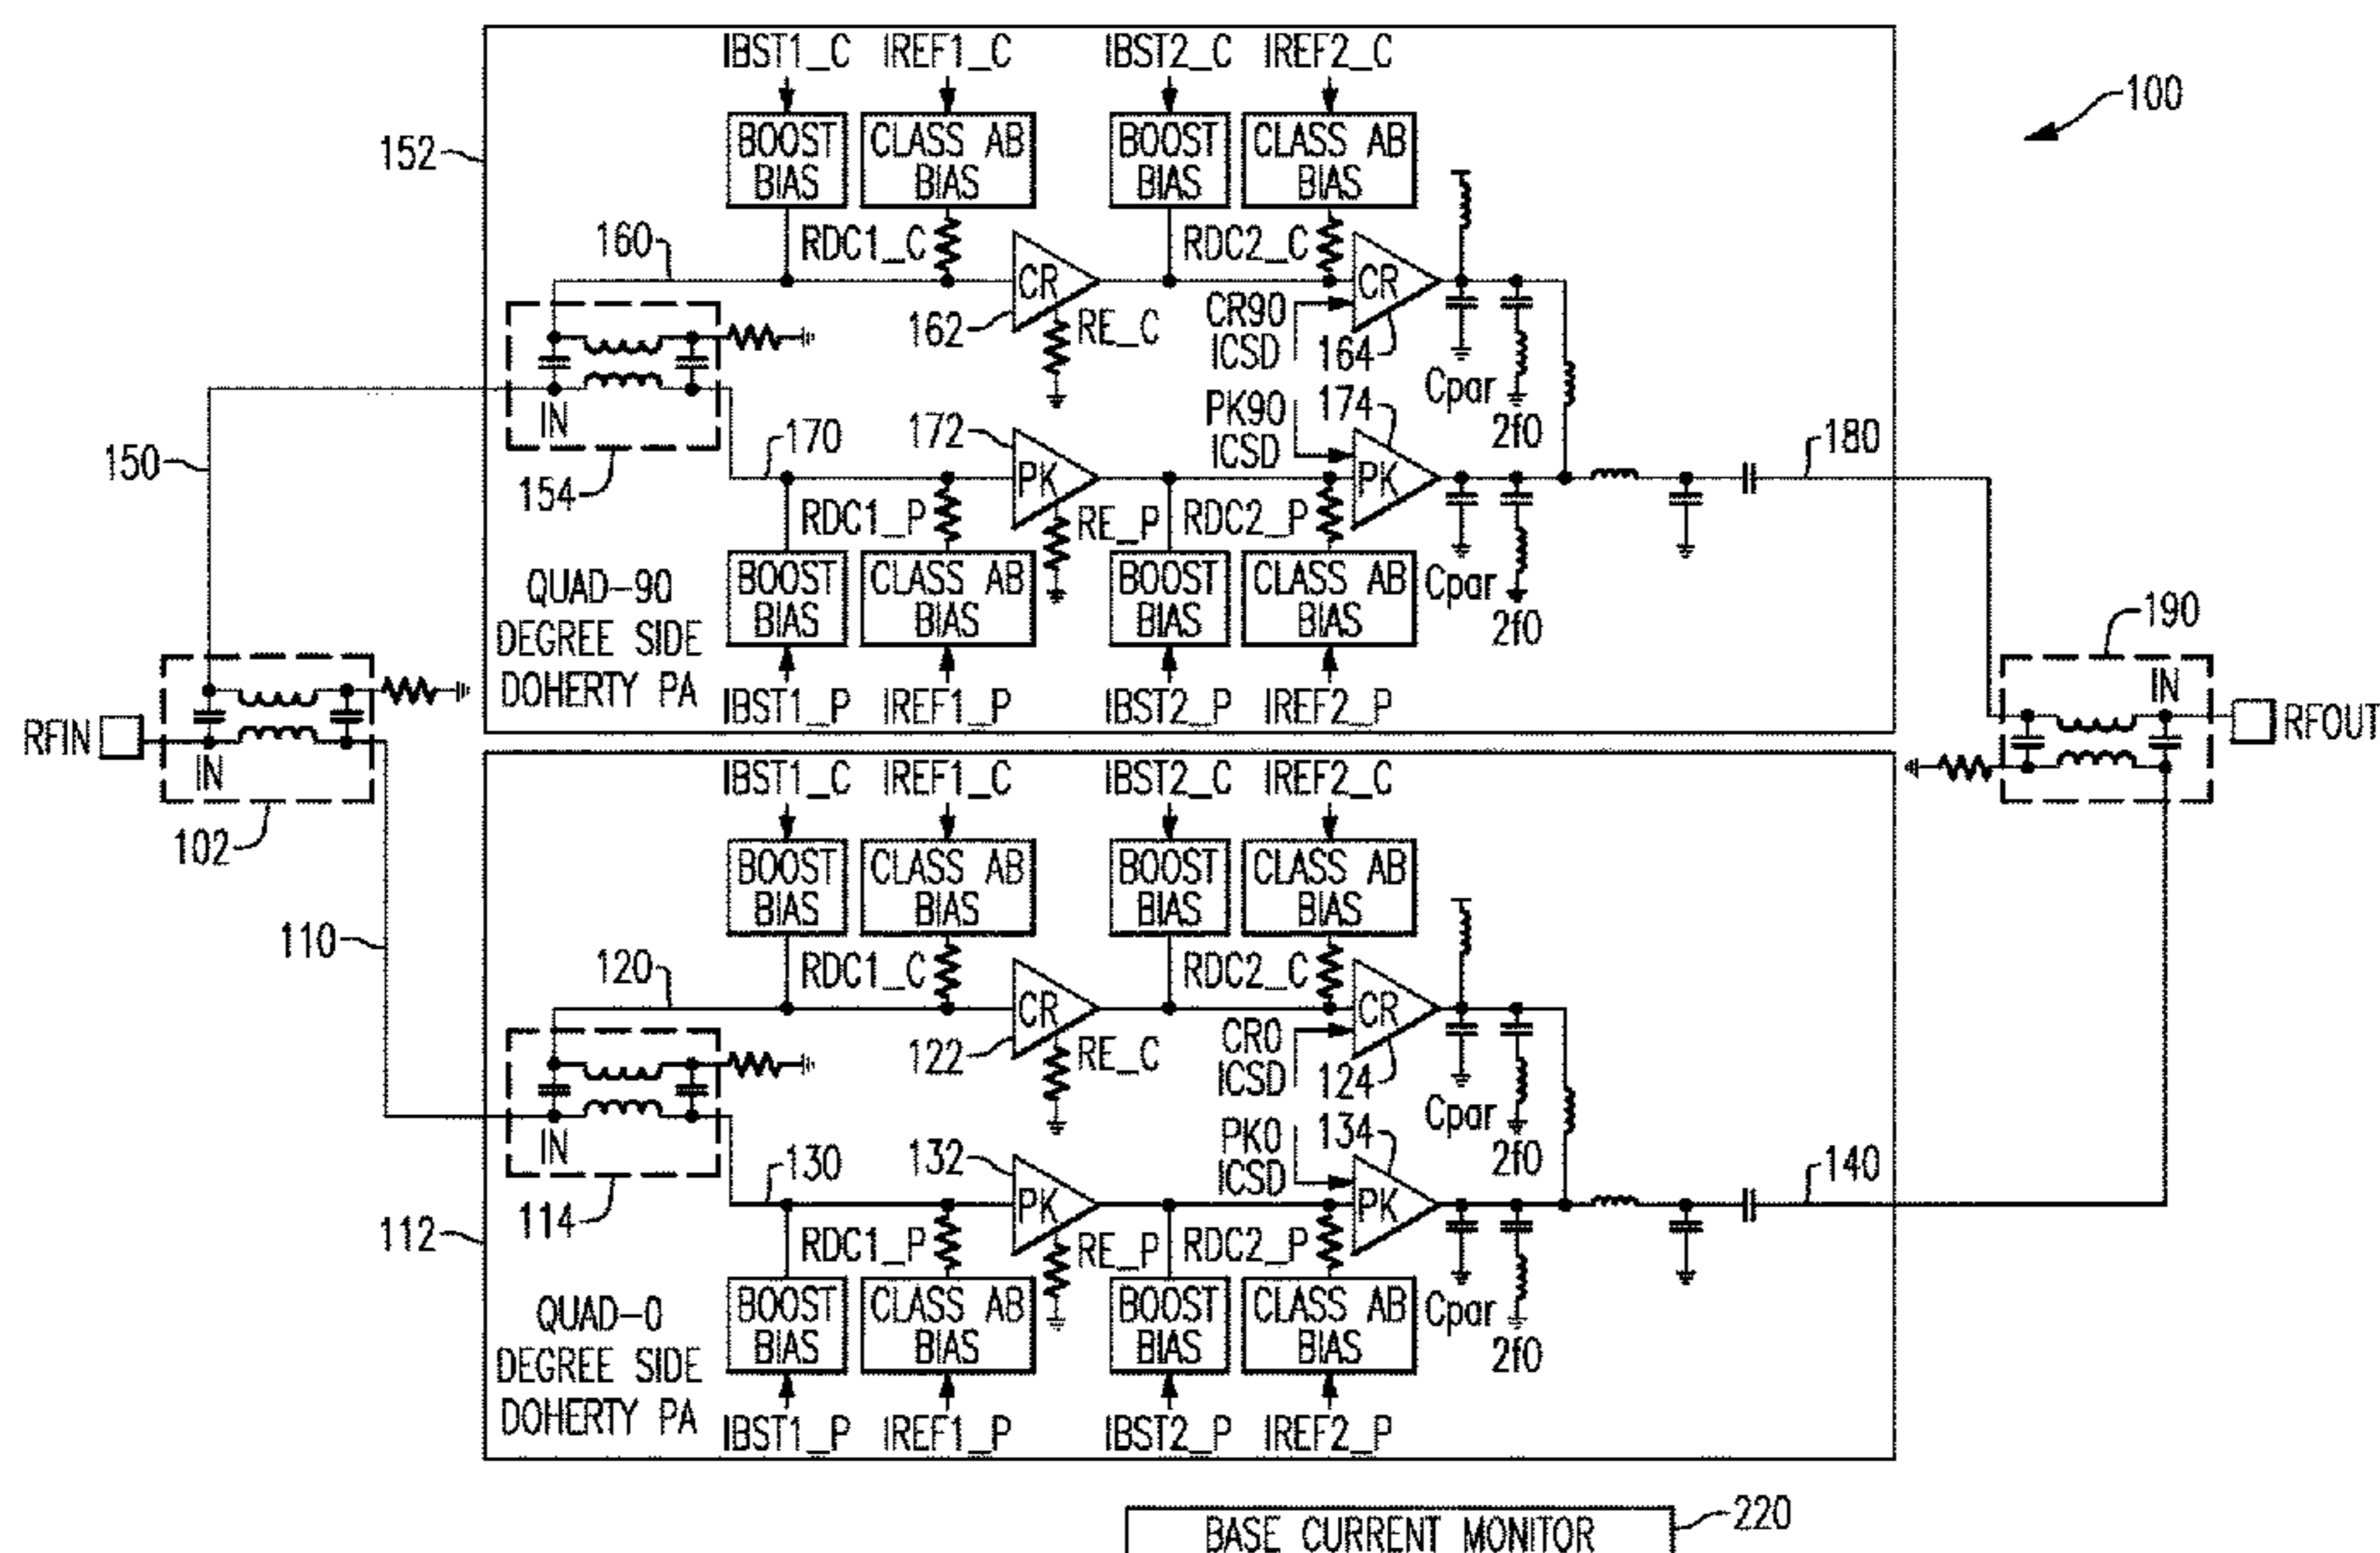 IBST1_C IREF1_C IBST2_C IREF2_C
100
BOOST BIAS
CLASS AB BIAS
BOOST BIAS
CLASS AB BIAS
152
160
RDC1_C
RDC2_C
CR
162
RE_C
CR90 ICSD
CR
164
Cpar
2f0
IN
154
150
170
172
PK
RE_P
RDC1_P
RDC2_P
PK90 ICSD
174
PK
Cpar
2f0
180
QUAD-90
DEGREE SIDE
DOHERTY PA
BOOST BIAS
CLASS AB BIAS
BOOST BIAS
CLASS AB BIAS
IBST1_P IREF1_P IBST2_P IREF2_P
190
IN
RFOUT
RFIN
IN
102
IBST1_C IREF1_C IBST2_C IREF2_C
BOOST BIAS
CLASS AB BIAS
BOOST BIAS
CLASS AB BIAS
110
120
RDC1_C
RDC2_C
CR
122
RE_C
CR0 ICSD
CR
124
Cpar
2f0
IN
114
112
130
132
PK
RE_P
RDC1_P
RDC2_P
PK0 ICSD
134
PK
Cpar
2f0
140
QUAD-0
DEGREE SIDE
DOHERTY PA
BOOST BIAS
CLASS AB BIAS
BOOST BIAS
CLASS AB BIAS
IBST1_P IREF1_P IBST2_P IREF2_P
220
BASE CURRENT MONITOR